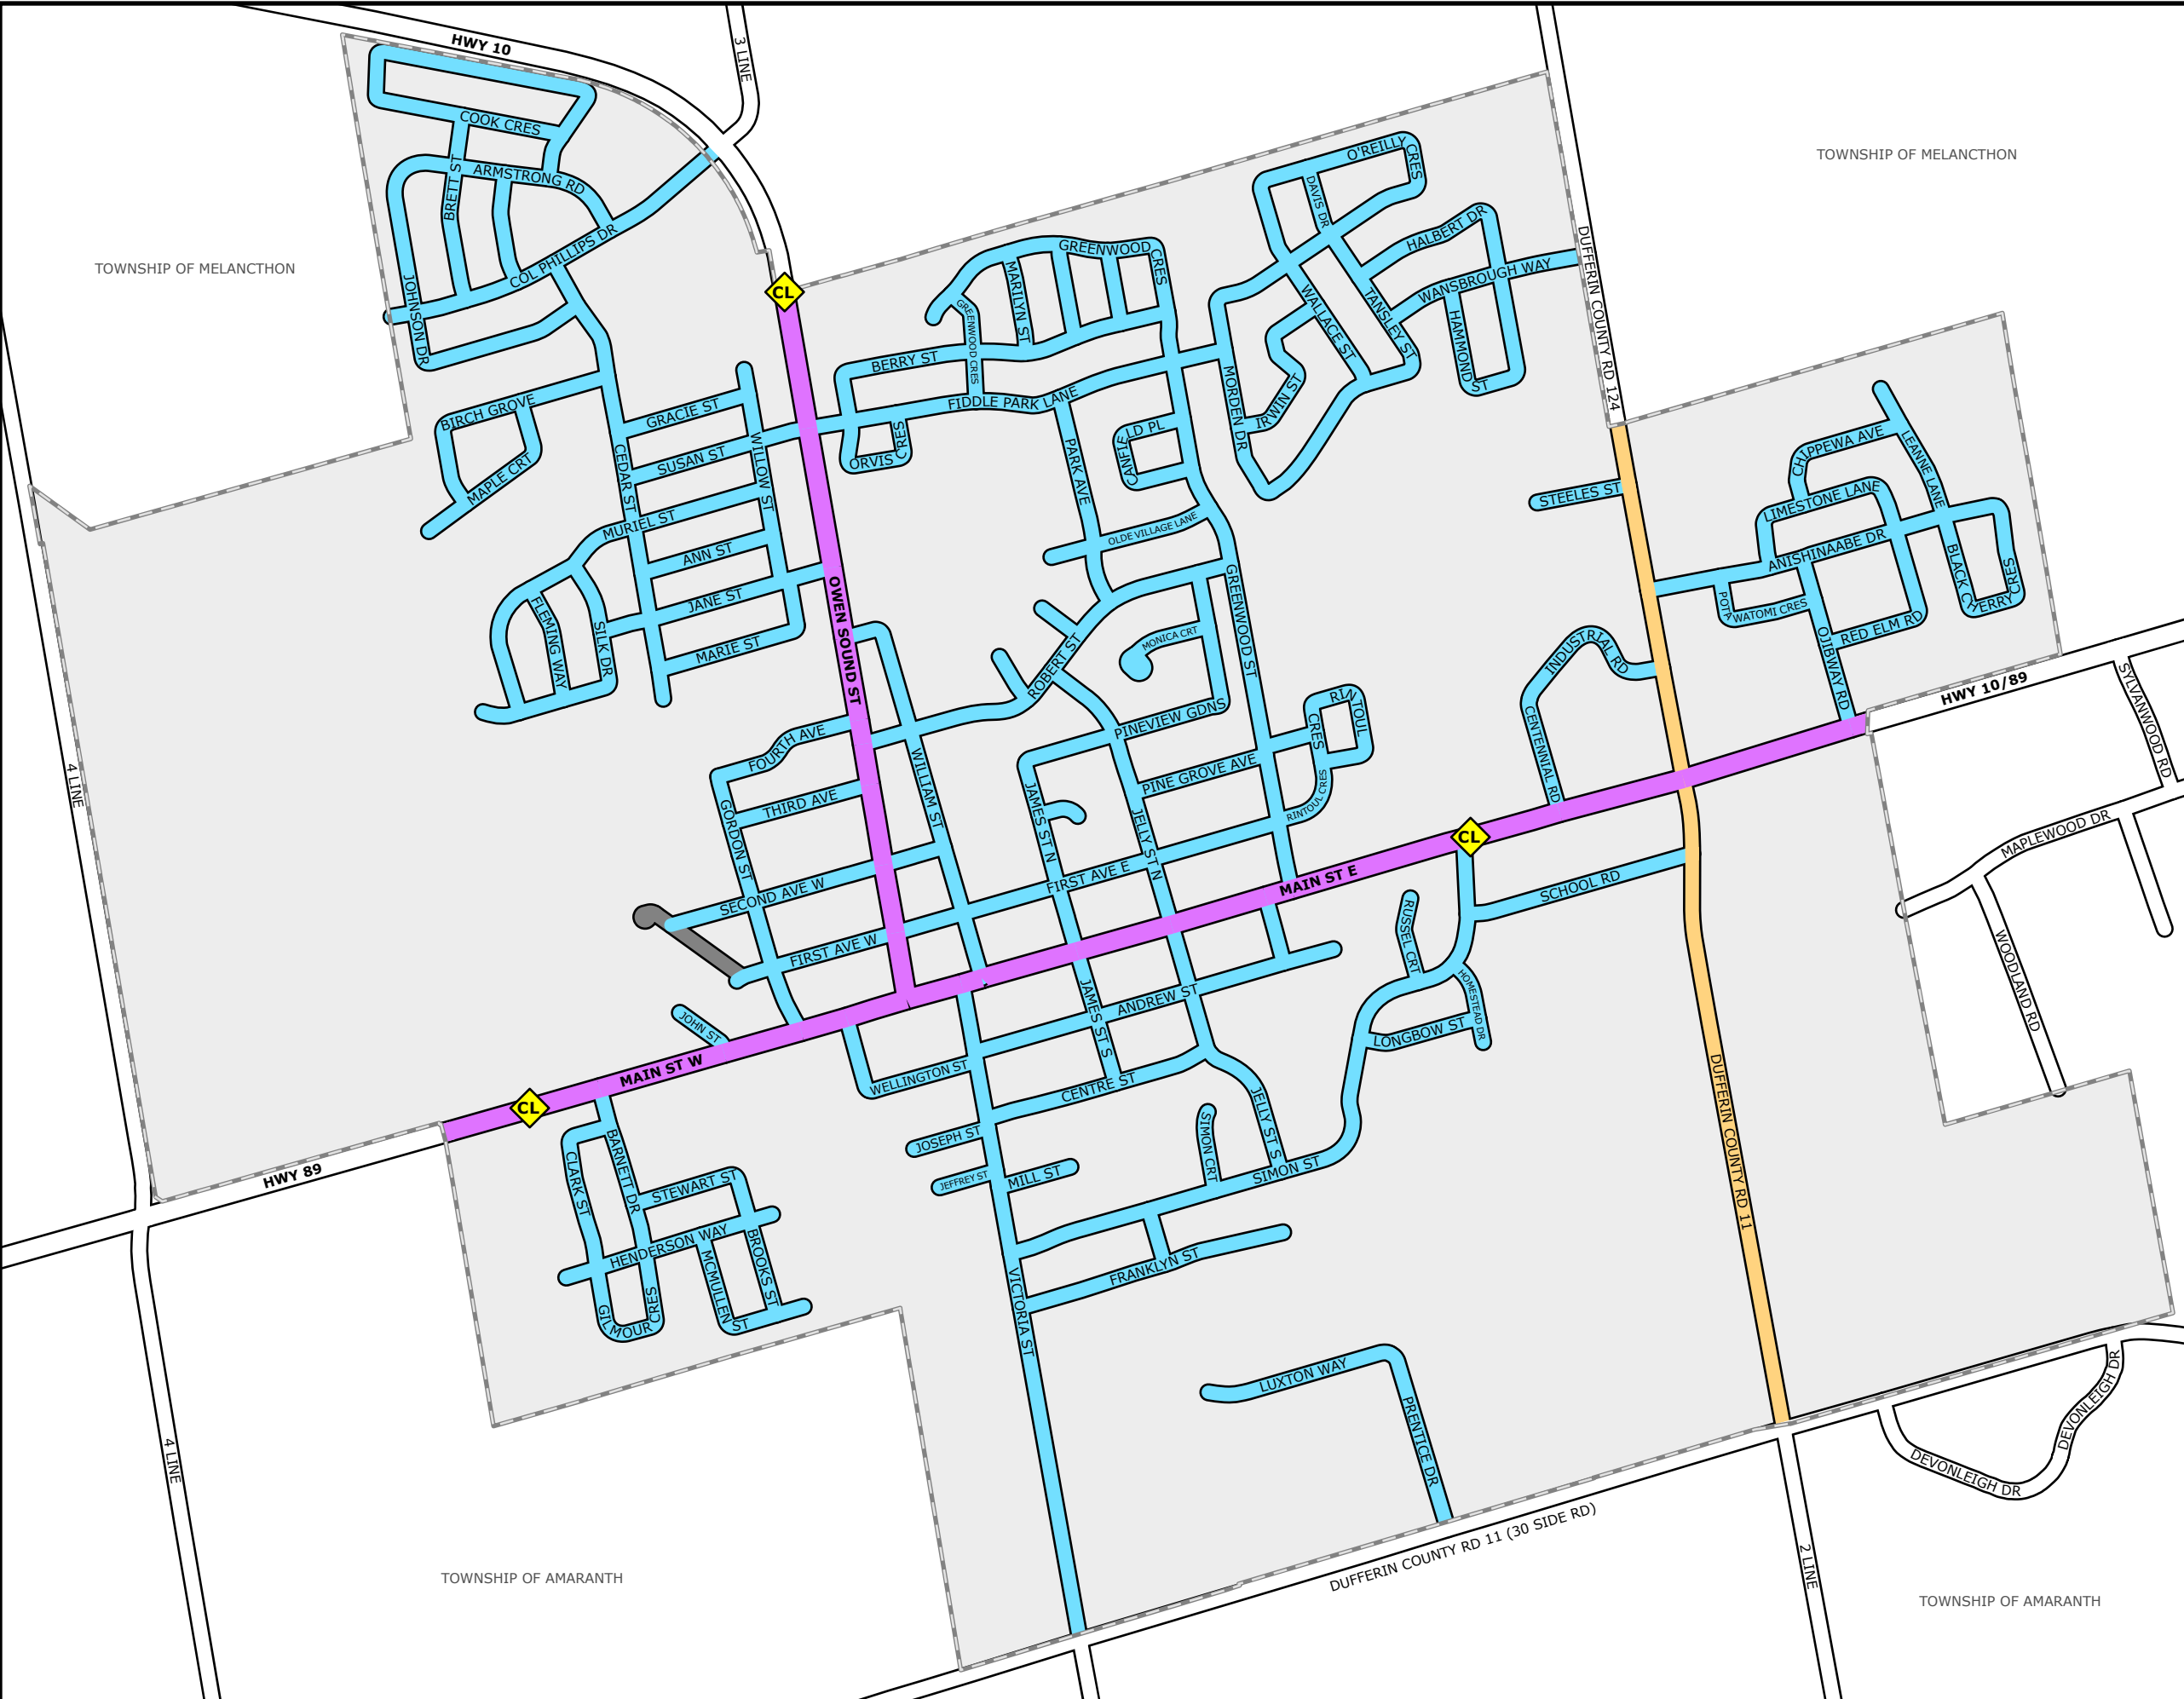 HWY 10
3 LINE
COOK CRES
TOWNSHIP OF MELANCTHON
O'REILLY CRES
ARMSTRONG RD
BRETT ST
DAVIS DR
HALBERT DR
COL PHILLIPS DR
GREENWOOD CRES
TOWNSHIP OF MELANCTHON
JOHNSON DR
CL
MARILYN ST
WANSBROUGH WAY
DUFFERIN COUNTY RD 124
GREENWOOD CRES
WALLACE ST
TANSLEY ST
HAMMOND ST
BERRY ST
FIDDLE PARK LANE
MORDEN DR
IRWIN ST
BIRCH GROVE
GRACIE ST
MAPLE CRT
CEDAR ST
SUSAN ST
WILLOW ST
ORVIS CRES
PARK AVE
CANFIELD PL
CHIPPEWA AVE
LEANNE LANE
STEELES ST
LIMESTONE LANE
MURIEL ST
OLDE VILLAGE LANE
ANISHINAABE DR
ANN ST
OWEN SOUND ST
GREENWOOD ST
BLACK CHERRY CRES
JANE ST
POTAWATOMI CRES
FLEMING WAY
SILK DR
MARIE ST
ROBERT ST
MONICA CRT
INDUSTRIAL RD
OJIBWAY RD
RED ELM RD
HWY 10/89
SYLVANWOOD RD
PINEVIEW GDNS
RINTOUL CRES
CENTENNIAL RD
FOURTH AVE
WILLIAM ST
PINE GROVE AVE
4 LINE
THIRD AVE
GORDON ST
JAMES ST N
JELLY ST N
RINTOUL CRES
CL
MAPLEWOOD DR
SECOND AVE W
FIRST AVE E
MAIN ST E
SCHOOL RD
FIRST AVE W
RUSSEL CRT
WOODLAND RD
JOHN ST
JAMES ST S
ANDREW ST
HOMESTEAD DR
LONGBOW ST
MAIN ST W
WELLINGTON ST
CENTRE ST
CL
DUFFERIN COUNTY RD 11
JOSEPH ST
SIMON CRT
JELLY ST S
BARNETT DR
CLARK ST
HWY 89
STEWART ST
JEFFREY ST
MILL ST
SIMON ST
HENDERSON WAY
BROOKS ST
MCMULLEN ST
FRANKLYN ST
GILMOUR CRES
VICTORIA ST
LUXTON WAY
PRENTICE DR
DEVONLEIGH DR
DEVONLEIGH DR
4 LINE
DUFFERIN COUNTY RD 11 (30 SIDE RD)
2 LINE
TOWNSHIP OF AMARANTH
TOWNSHIP OF AMARANTH